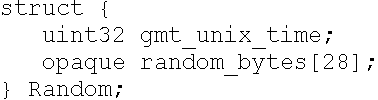 struct {
   uint32 gmt_unix_time;
   opaque random_bytes[28];
} Random;